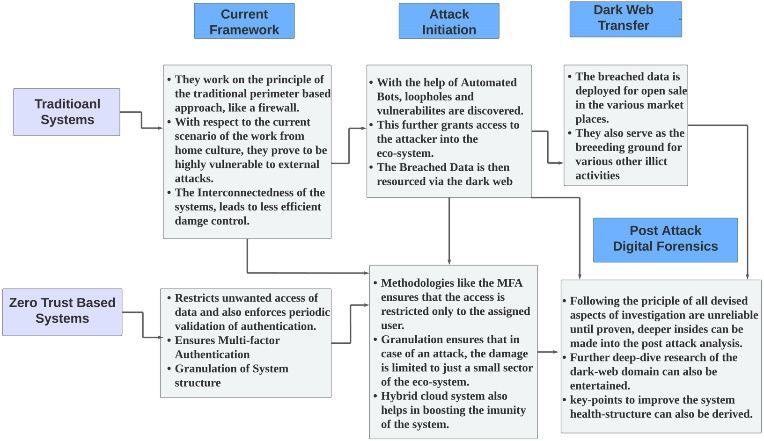 Current
Framework
Attack
Initiation
Dark Web
Transfer
Traditioanl
Systems
• They work on the principle of
the traditional perimeter based
approach, like a firewall.
• With respect to the current
scenario of the work from
home culture, they prove to be
highly vulnerable to external
attacks.
• The Interconnectedness of the
systems, leads to less efficient
damge control.
• With the help of Automated
Bots, loopholes and
vulnerabilites are discovered.
• This further grants access to
the attacker into the
eco-system.
• The Breached Data is then
resourced via the dark web
• The breached data is
deployed for open sale
in the various market
places.
• They also serve as the
breeeding ground for
various other illict
activities
Post Attack
Digital Forensics
Zero Trust Based
Systems
• Restricts unwanted access of
data and also enforces periodic
validation of authentication.
• Ensures Multi-factor
Authentication
• Granulation of System
structure
• Methodologies like the MFA
ensures that the access is
restricted only to the assigned
user.
• Granulation ensures that in
case of an attack, the damage
is limited to just a small sector
of the eco-system.
• Hybrid cloud system also
helps in boosting the imunity
of the system.
• Following the priciple of all devised
aspects of investigation are unreliable
until proven, deeper insides can be
made into the post attack analysis.
• Further deep-dive research of the
dark-web domain can also be
entertained.
• key-points to improve the system
health-structure can also be derived.